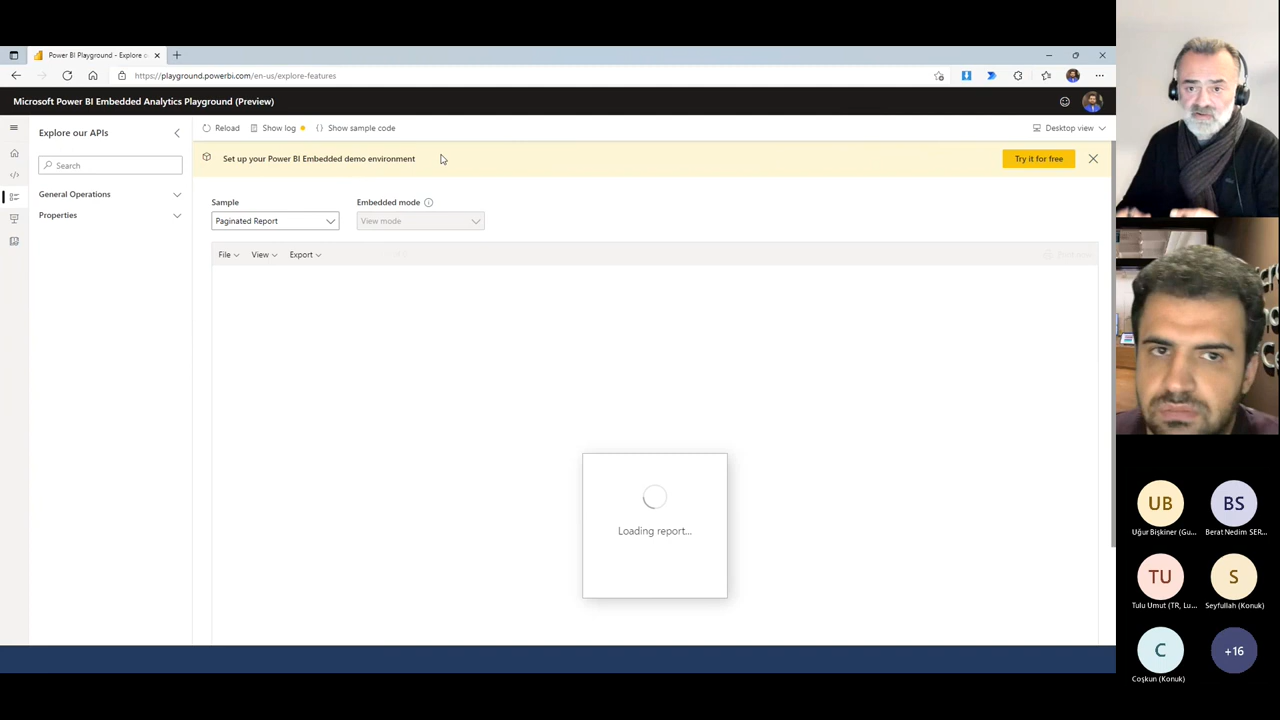 Power BI Playground - Explore o
https://playground.powerbi.com/en-us/explore-features
Microsoft Power BI Embedded Analytics Playground (Preview)
Explore our APIs
Reload
Show log
Show sample code
Desktop view
Search
Set up your Power BI Embedded demo environment
Try it for free
General Operations
Properties
Sample
Embedded mode
Paginated Report
View mode
File
View
Export
Loading report...
UB
BS
Uğur Bişkiner (Gu...
Berat Nedim SER...
TU
S
Tulu Umut (TR, Lu...
Seyfullah (Konuk)
C
+16
Coşkun (Konuk)